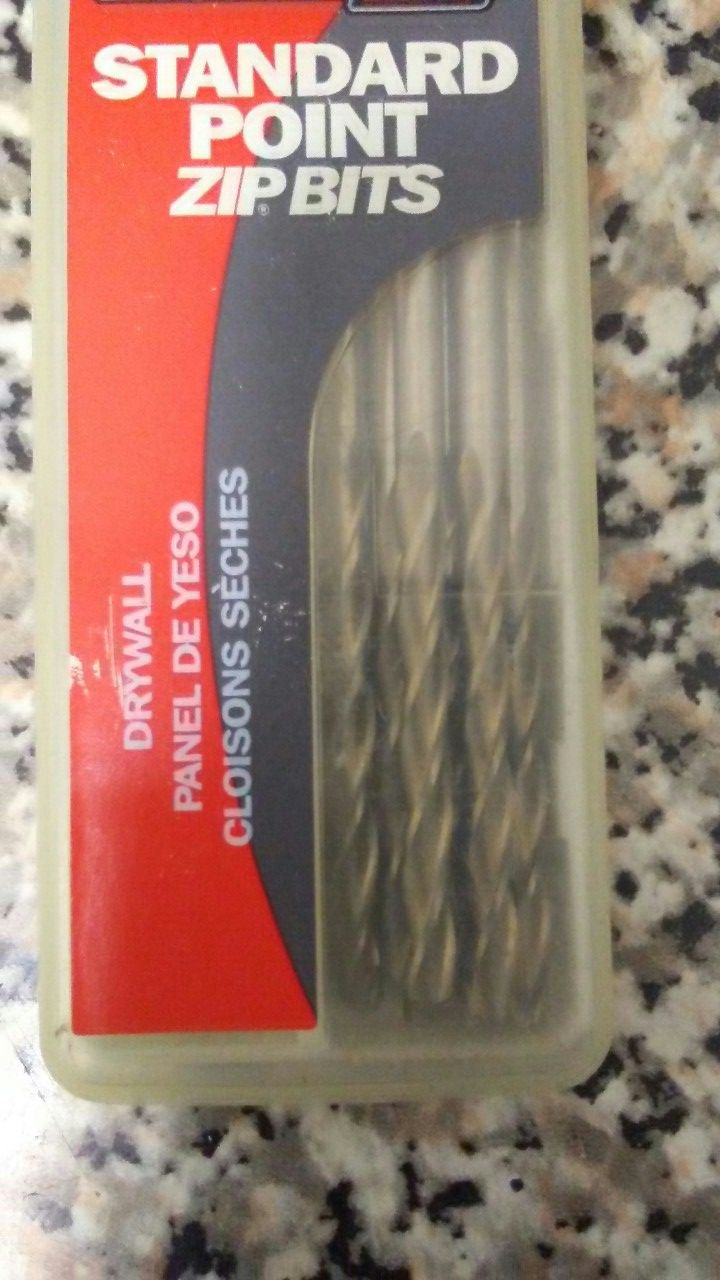 STANDARD
POINT
ZIP® BITS
DRYWALL
PANEL DE YESO
CLOISONS SÈCHES